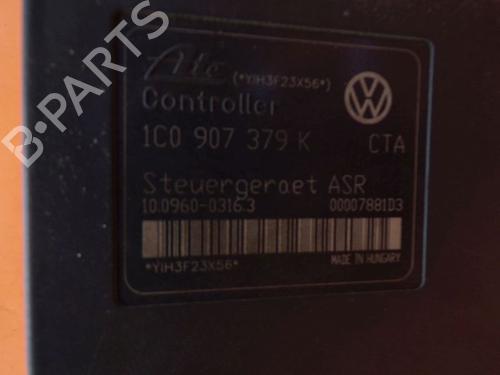 Ate (*YIH3F23X56*)
Controller
1C0 907 379 K CTA
Steuergeraet ASR
10.0960-0316.3 00007881D3
*YIH3F23X56*
MADE IN HUNGARY
B-PARTS